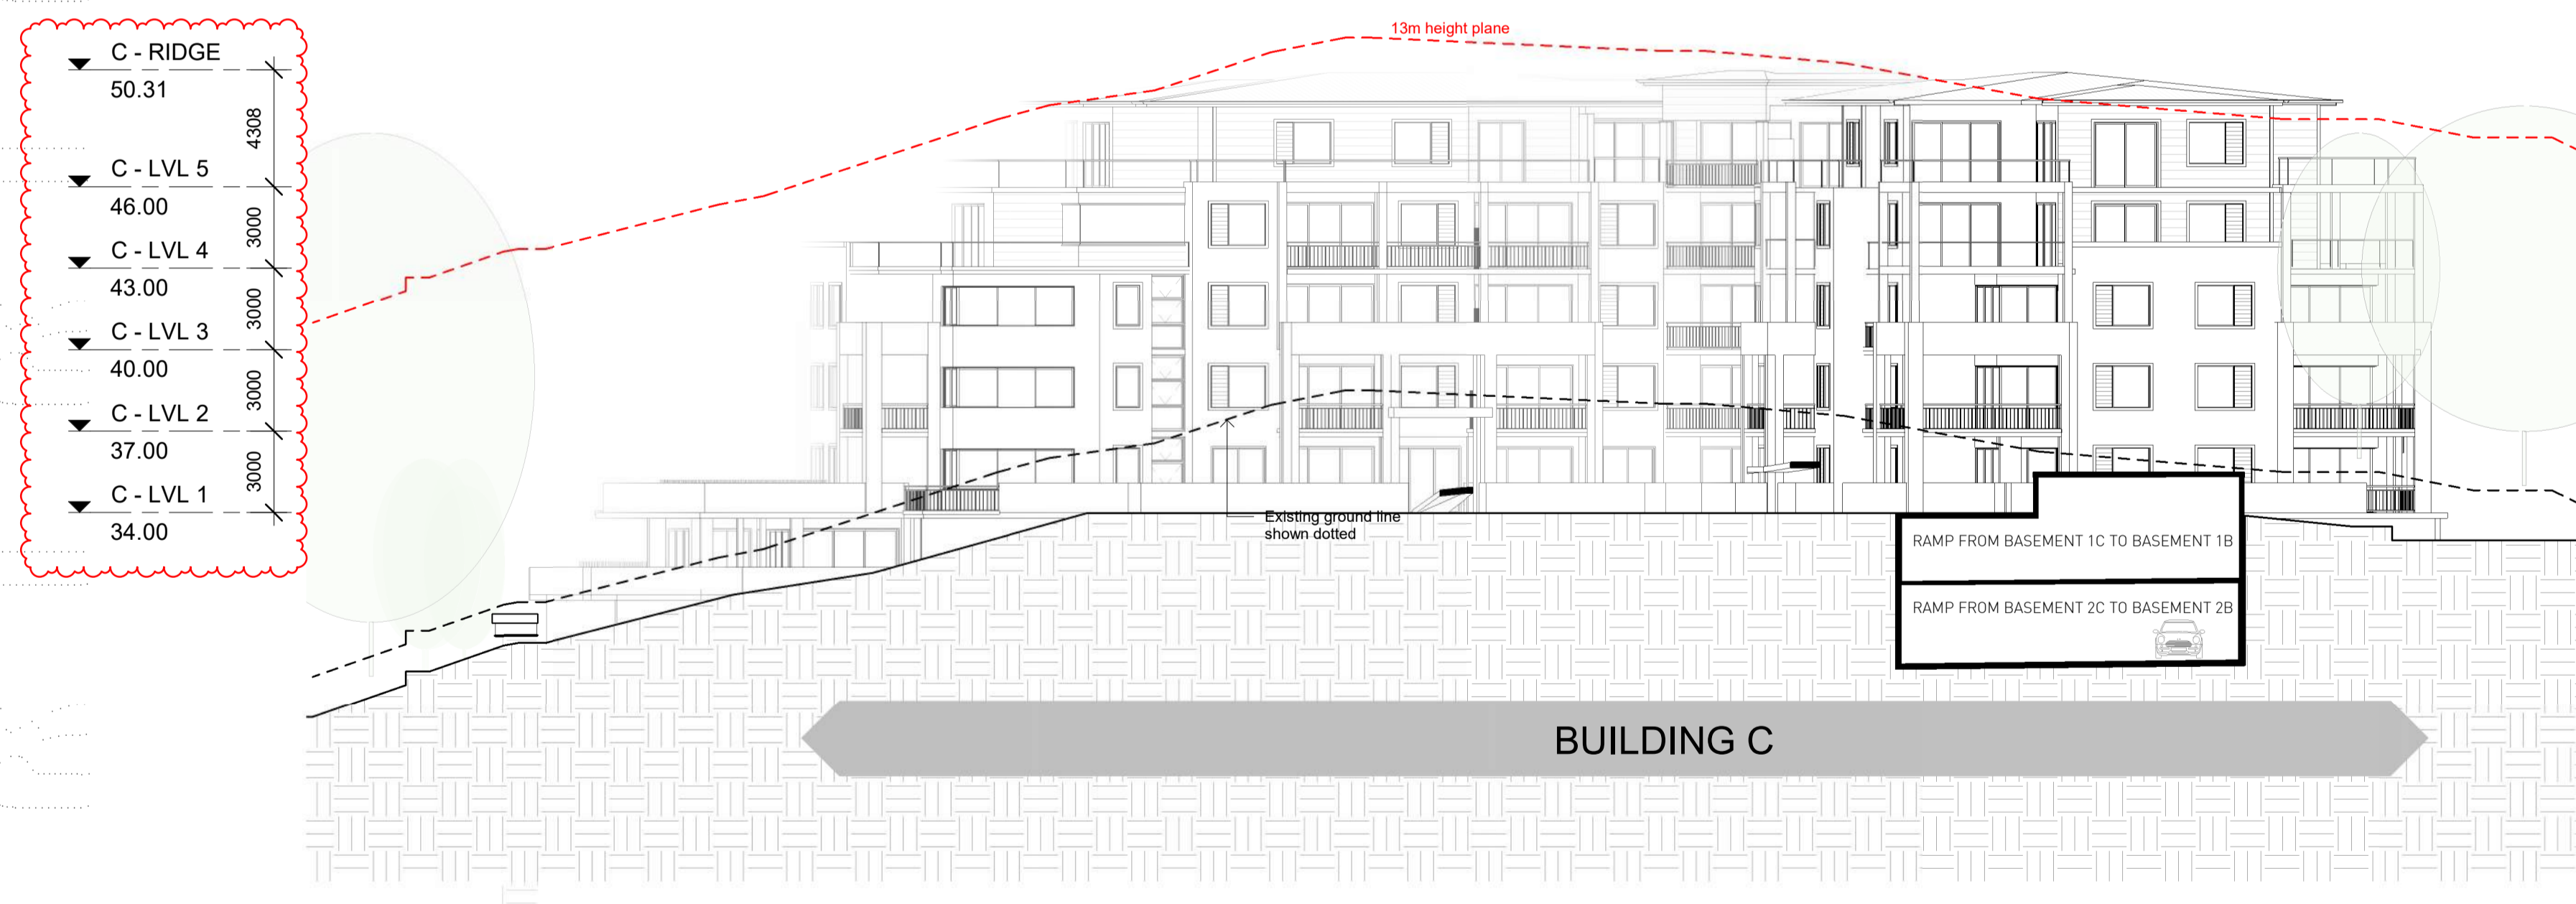 13m height plane
C - RIDGE
50.31
4308
C - LVL 5
46.00
3000
C - LVL 4
43.00
3000
C - LVL 3
40.00
3000
C - LVL 2
37.00
3000
C - LVL 1
34.00
Existing ground line
shown dotted
RAMP FROM BASEMENT 1C TO BASEMENT 1B
RAMP FROM BASEMENT 2C TO BASEMENT 2B
BUILDING C